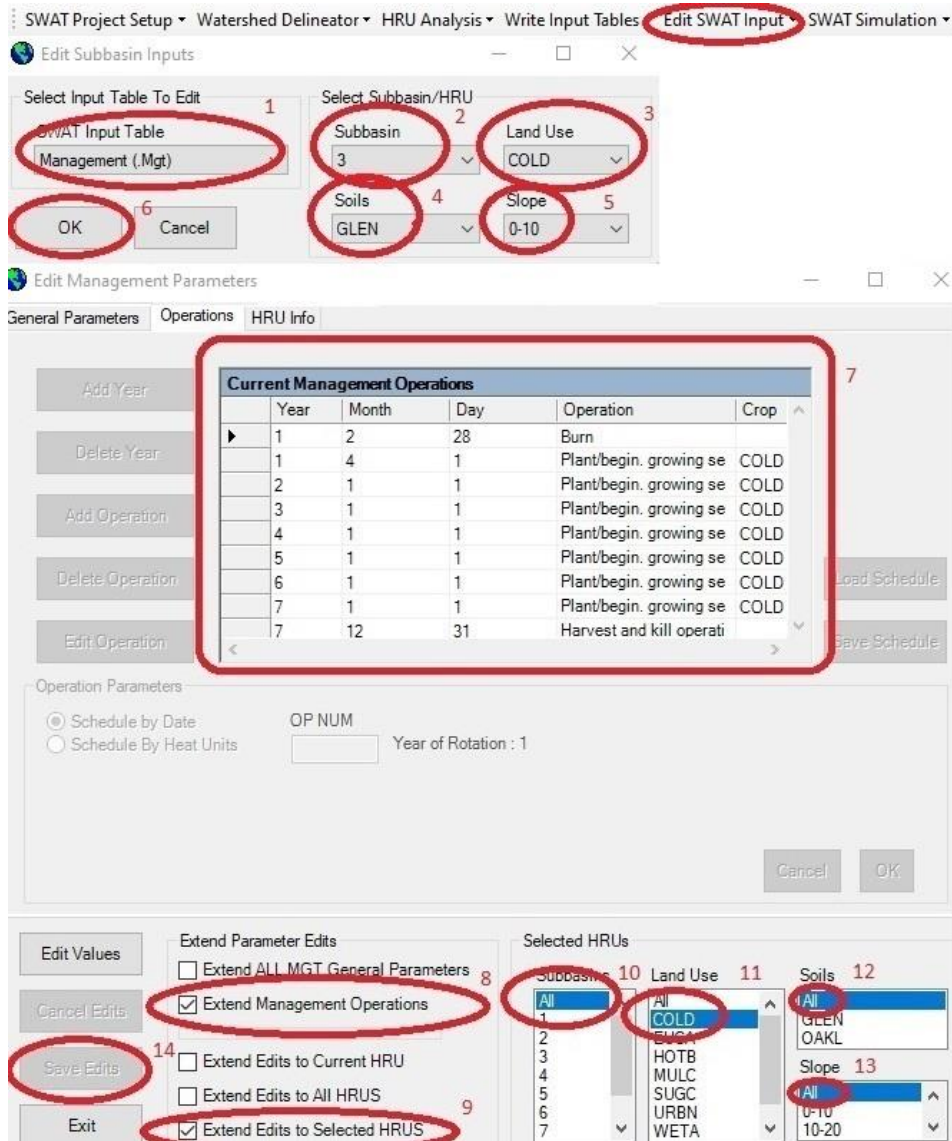 SWAT Project Setup Watershed Delineator HRU Analysis Write Input Tables Edit SWAT Input SWAT Simulation
Edit Subbasin Inputs
Select Input Table To Edit 1 Select Subbasin/HRU
SWAT Input Table Subbasin 2 Land Use 3
Management (.Mgt) 3 COLD
Soils 4 Slope 5
OK 6 Cancel GLEN 0-10
Edit Management Parameters
General Parameters Operations HRU Info
Add Year
Delete Year
Add Operation
Delete Operation
Edit Operation
Current Management Operations 7
Year Month Day Operation Crop
1 2 28 Burn
1 4 1 Plant/begin. growing se COLD
2 1 1 Plant/begin. growing se COLD
3 1 1 Plant/begin. growing se COLD
4 1 1 Plant/begin. growing se COLD
5 1 1 Plant/begin. growing se COLD
6 1 1 Plant/begin. growing se COLD
7 1 1 Plant/begin. growing se COLD
7 12 31 Harvest and kill operati
Load Schedule
Save Schedule
Operation Parameters
Schedule by Date OP NUM
Schedule By Heat Units Year of Rotation : 1
Cancel OK
Edit Values
Cancel Edits
Save Edits 14
Exit
Extend Parameter Edits
Extend ALL MGT General Parameters
Extend Management Operations 8
Extend Edits to Current HRU
Extend Edits to All HRUS
Extend Edits to Selected HRUS 9
Selected HRUs
Subbasins 10
All
1
2
3
4
5
6
7
Land Use 11
All
COLD
EUCA
HOTB
MULC
SUGC
URBN
WETA
Soils 12
All
GLEN
OAKL
Slope 13
All
0-10
10-20